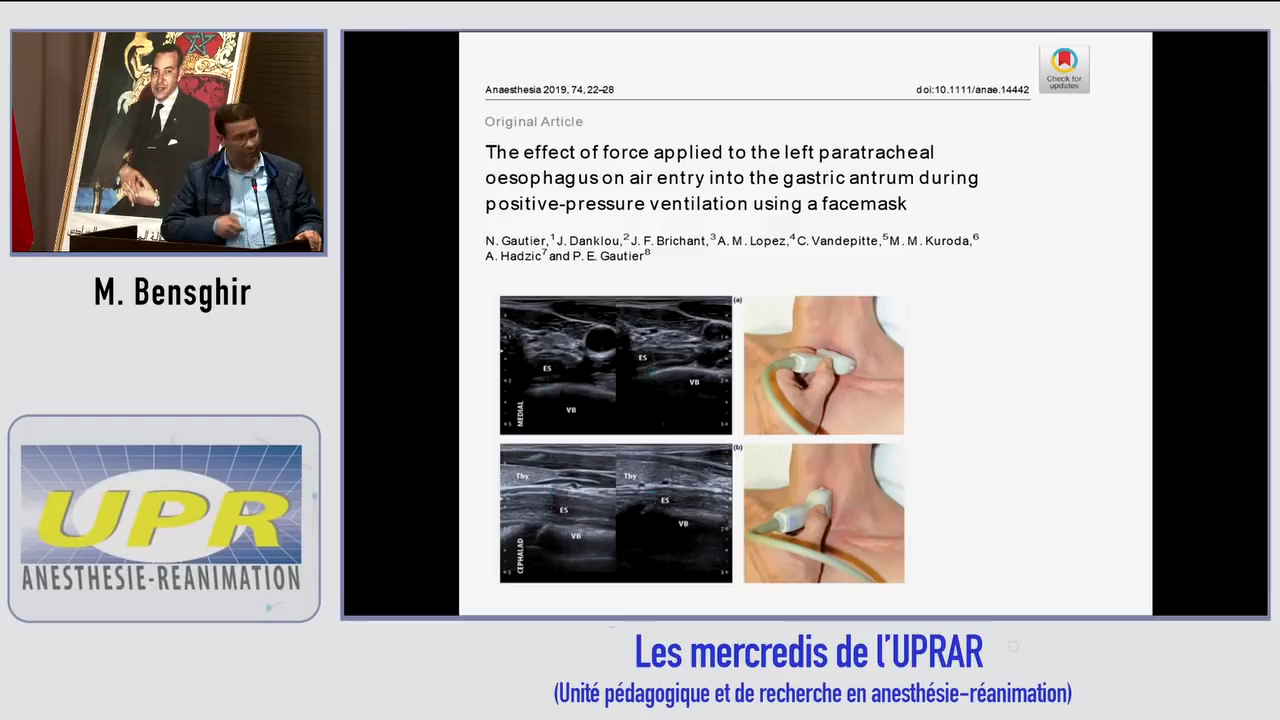 M. Bensghir
UPR
ANESTHESIE-REANIMATION
Anaesthesia 2019, 74, 22–28
doi:10.1111/anae.14442
Check for
updates
Original Article
The effect of force applied to the left paratracheal
oesophagus on air entry into the gastric antrum during
positive-pressure ventilation using a facemask
N. Gautier,1 J. Danklou,2 J. F. Brichant,3 A. M. Lopez,4 C. Vandepitte,5 M. M. Kuroda,6
A. Hadzic7 and P. E. Gautier8
(a)
ES
ES
VB
VB
MEDIAL
(b)
Thy
Thy
ES
ES
VB
VB
CEPHALAD
Les mercredis de l'UPRAR
(Unité pédagogique et de recherche en anesthésie-réanimation)